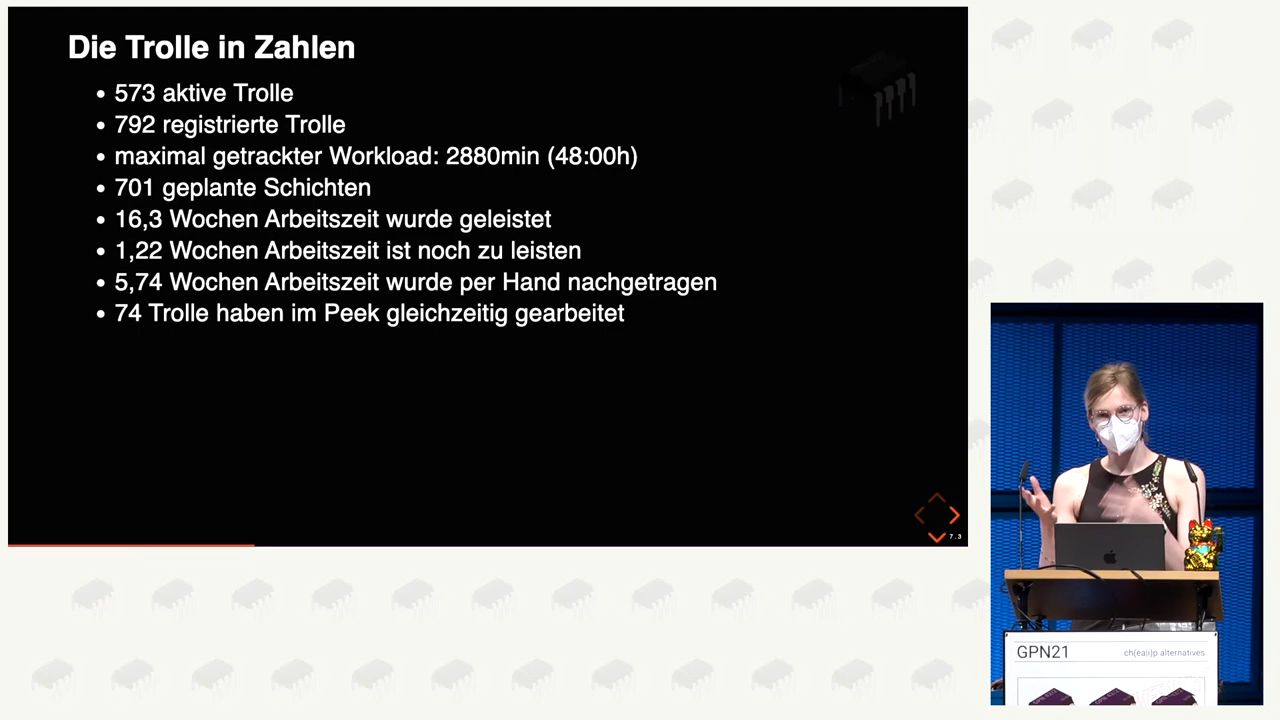 Die Trolle in Zahlen
• 573 aktive Trolle
• 792 registrierte Trolle
• maximal getrackter Workload: 2880min (48:00h)
• 701 geplante Schichten
• 16,3 Wochen Arbeitszeit wurde geleistet
• 1,22 Wochen Arbeitszeit ist noch zu leisten
• 5,74 Wochen Arbeitszeit wurde per Hand nachgetragen
• 74 Trolle haben im Peek gleichzeitig gearbeitet
7.3
GPN21
ch(ea|i)p alternatives